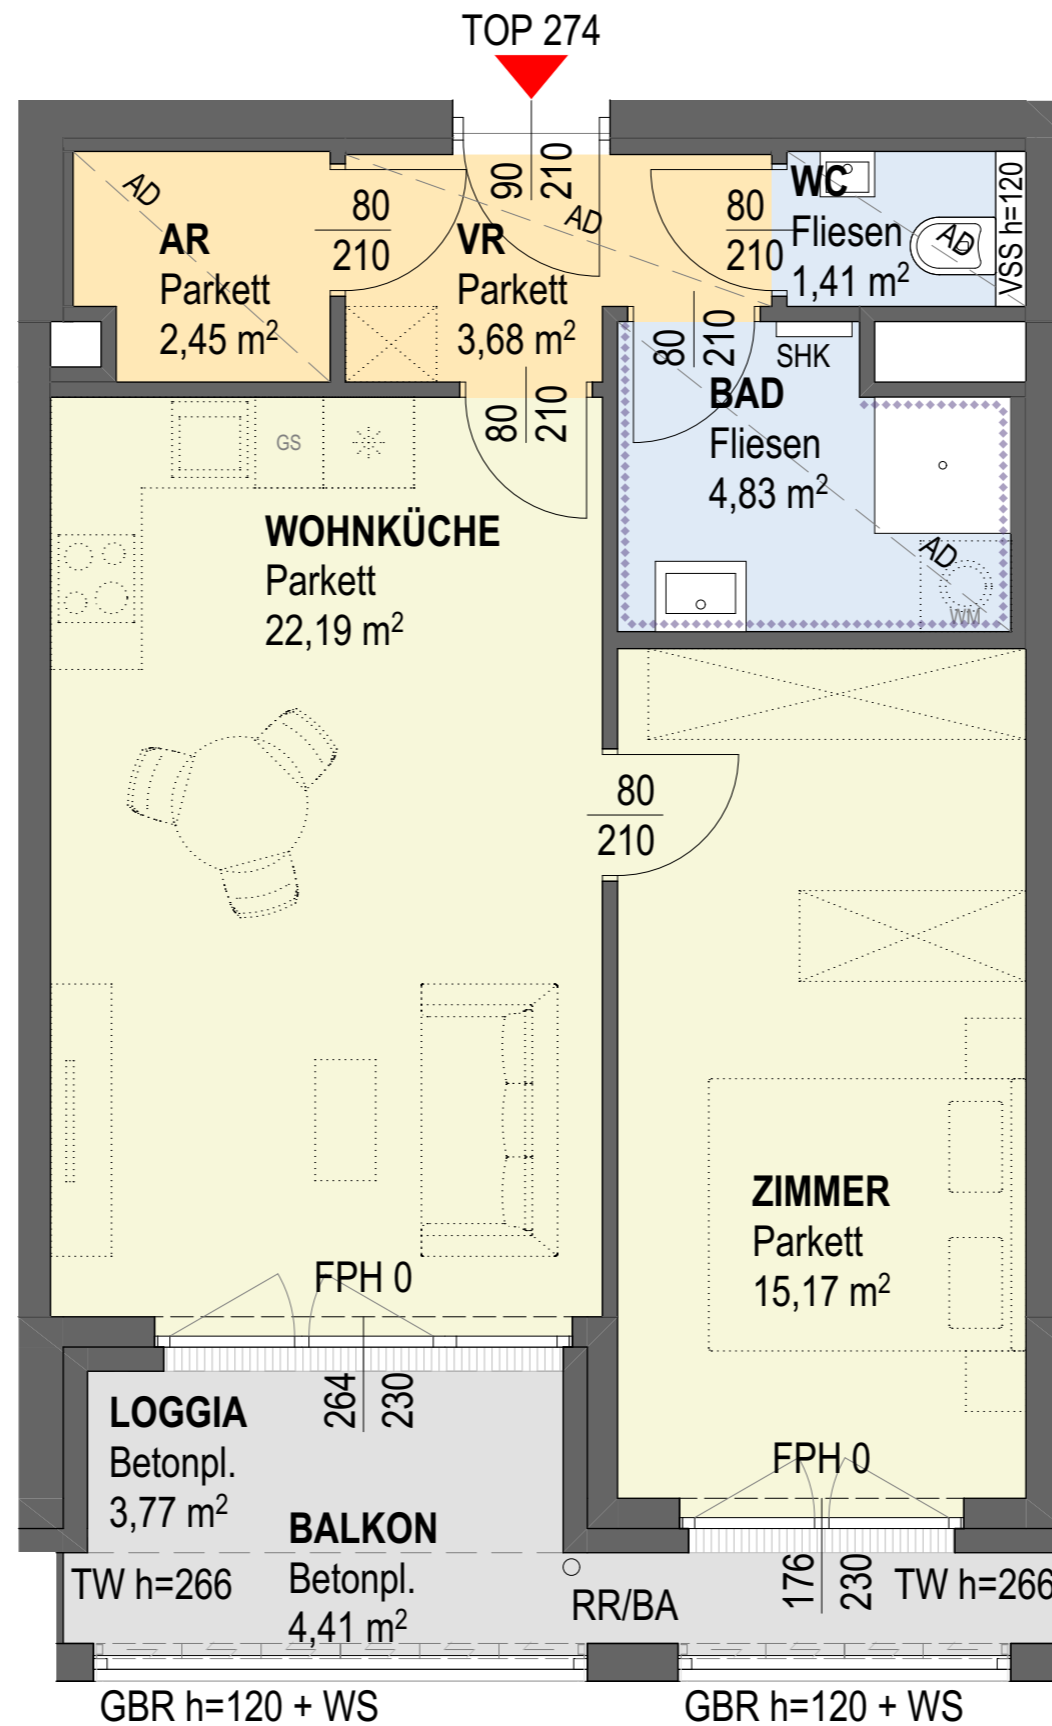 TOP 274
AD
AR
Parkett
2,45 m²
80
210
90
210
VR
Parkett
3,68 m²
AD
80
210
WC
Fliesen
1,41 m²
AD
VSS h=120
80
210
SHK
BAD
Fliesen
4,83 m²
AD
WM
80
210
GS
WOHNKÜCHE
Parkett
22,19 m²
80
210
ZIMMER
Parkett
15,17 m²
FPH 0
264
230
LOGGIA
Betonpl.
3,77 m²
FPH 0
176
230
BALKON
Betonpl.
4,41 m²
TW h=266
RR/BA
TW h=266
GBR h=120 + WS
GBR h=120 + WS